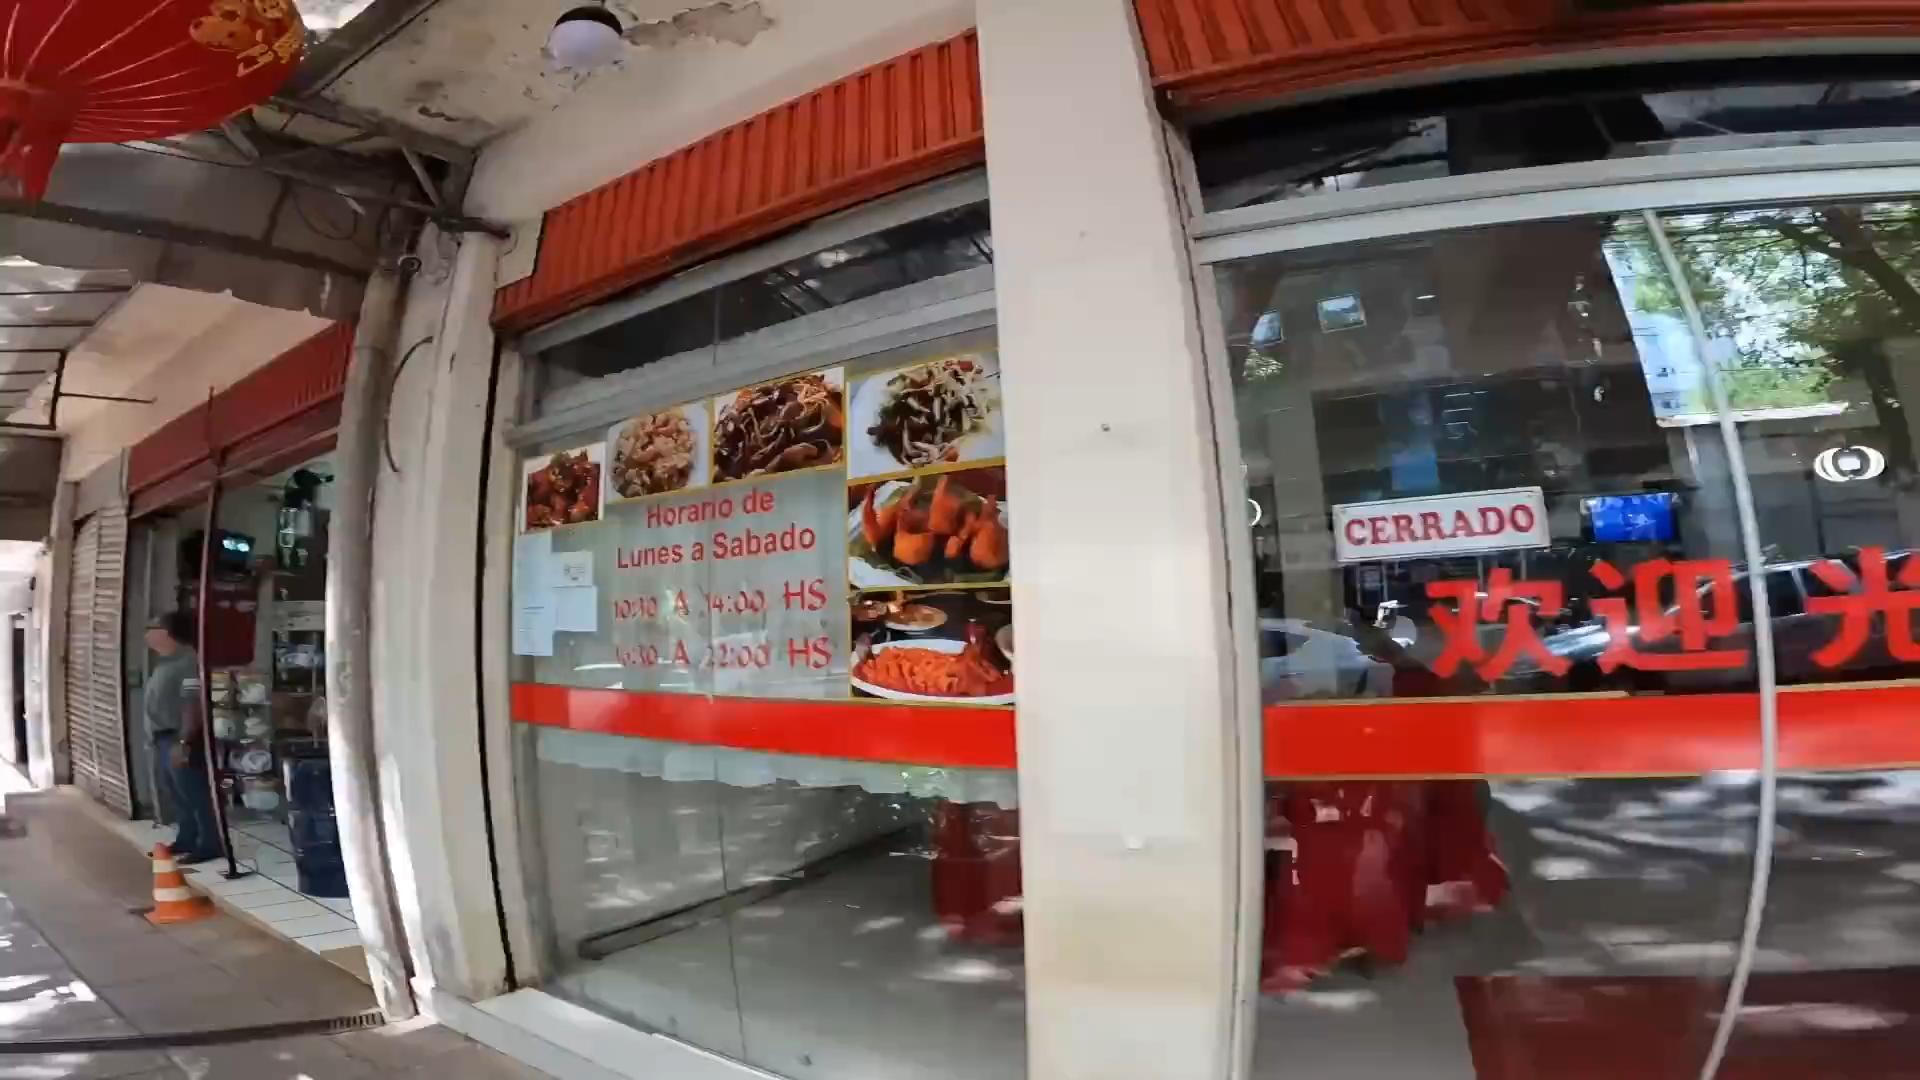 Horario de
Lunes a Sabado
10:30 A 14:00 HS
A 22:00 HS
CERRADO
欢迎光